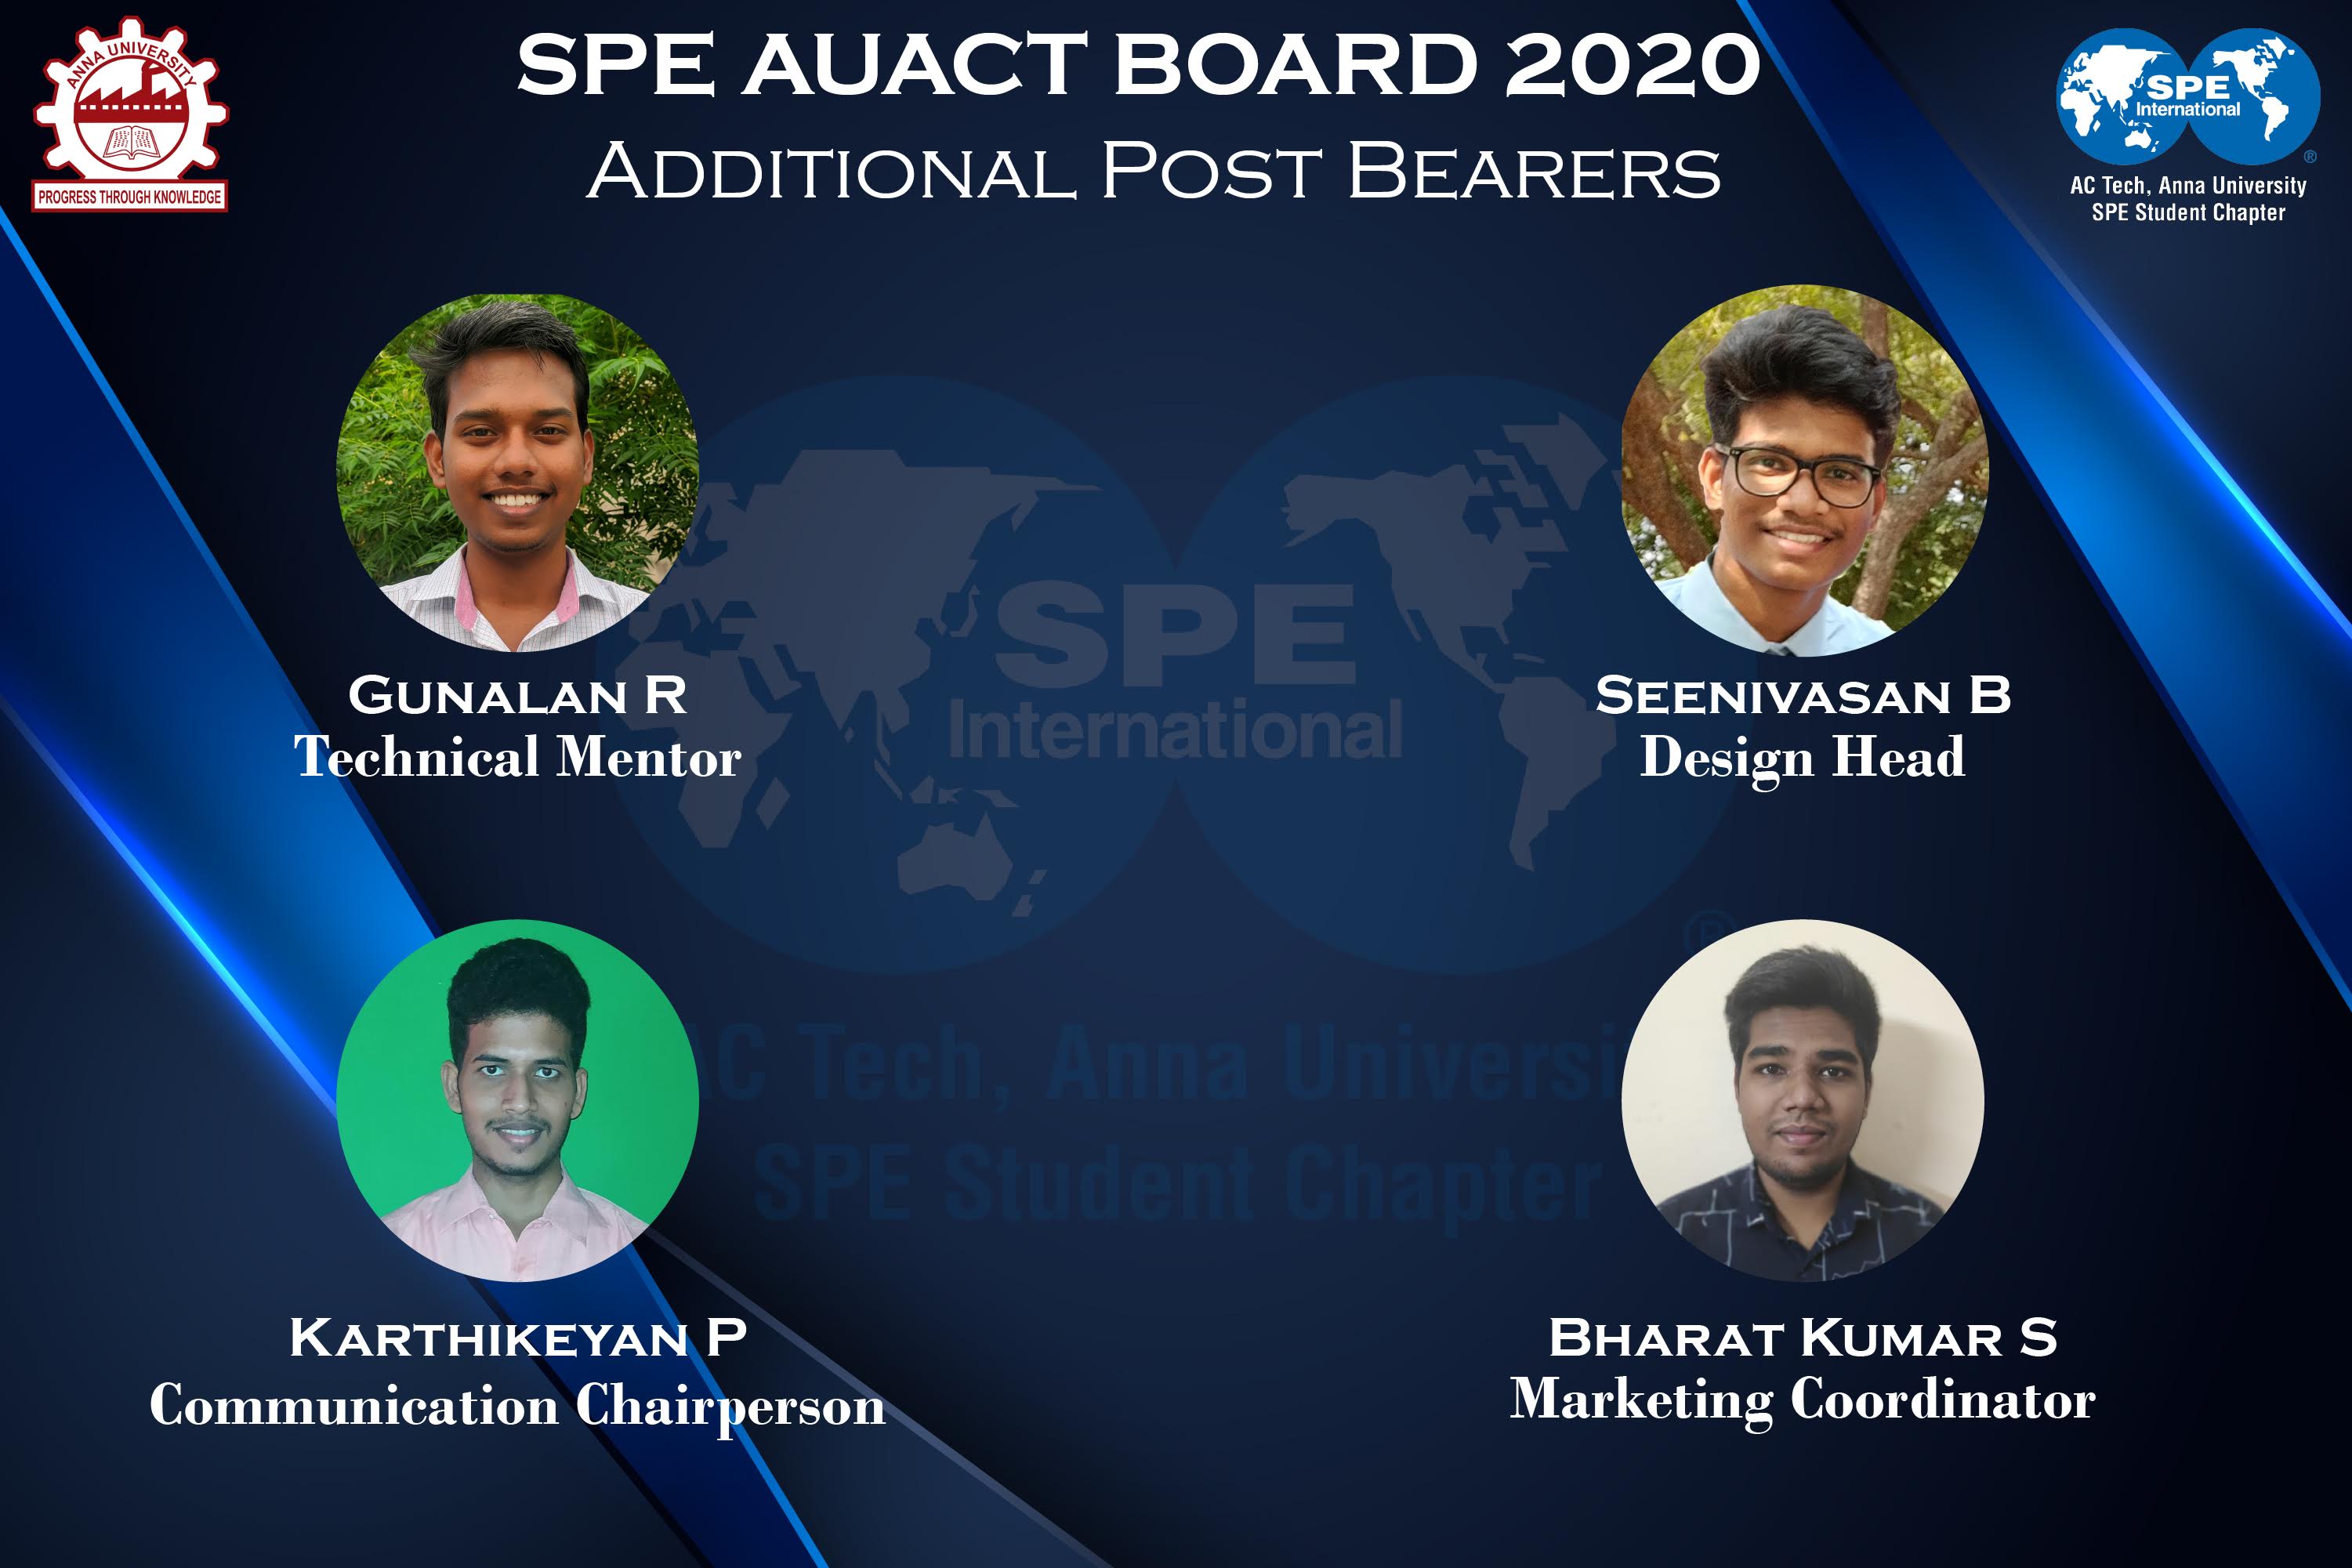 ANNA UNIVERSITY
PROGRESS THROUGH KNOWLEDGE
SPE AUACT BOARD 2020
ADDITIONAL POST BEARERS
SPE
International
®
AC Tech, Anna University
SPE Student Chapter
GUNALAN R
Technical Mentor
SEENIVASAN B
Design Head
SPE
International
®
AC Tech, Anna Universi
SPE Student Chapter
KARTHIKEYAN P
Communication Chairperson
BHARAT KUMAR S
Marketing Coordinator